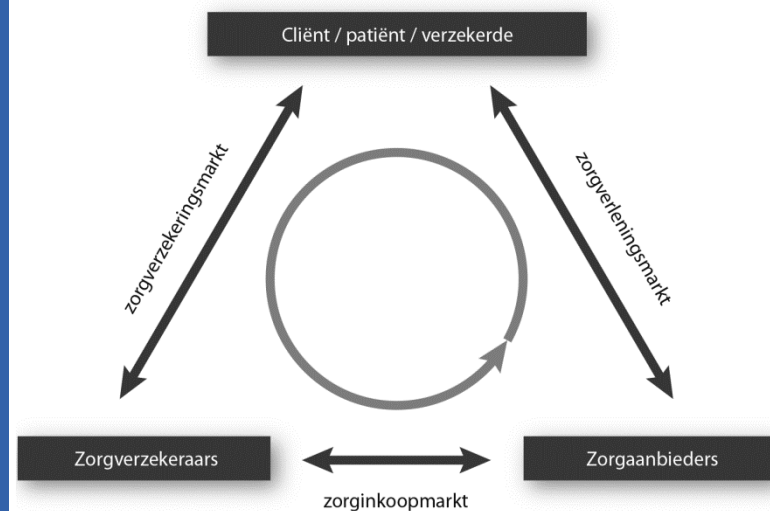 Cliënt / patiënt / verzekerde
zorgverzekeringsmarkt
zorgverleningsmarkt
Zorgverzekeraars
Zorgaanbieders
zorginkoopmarkt